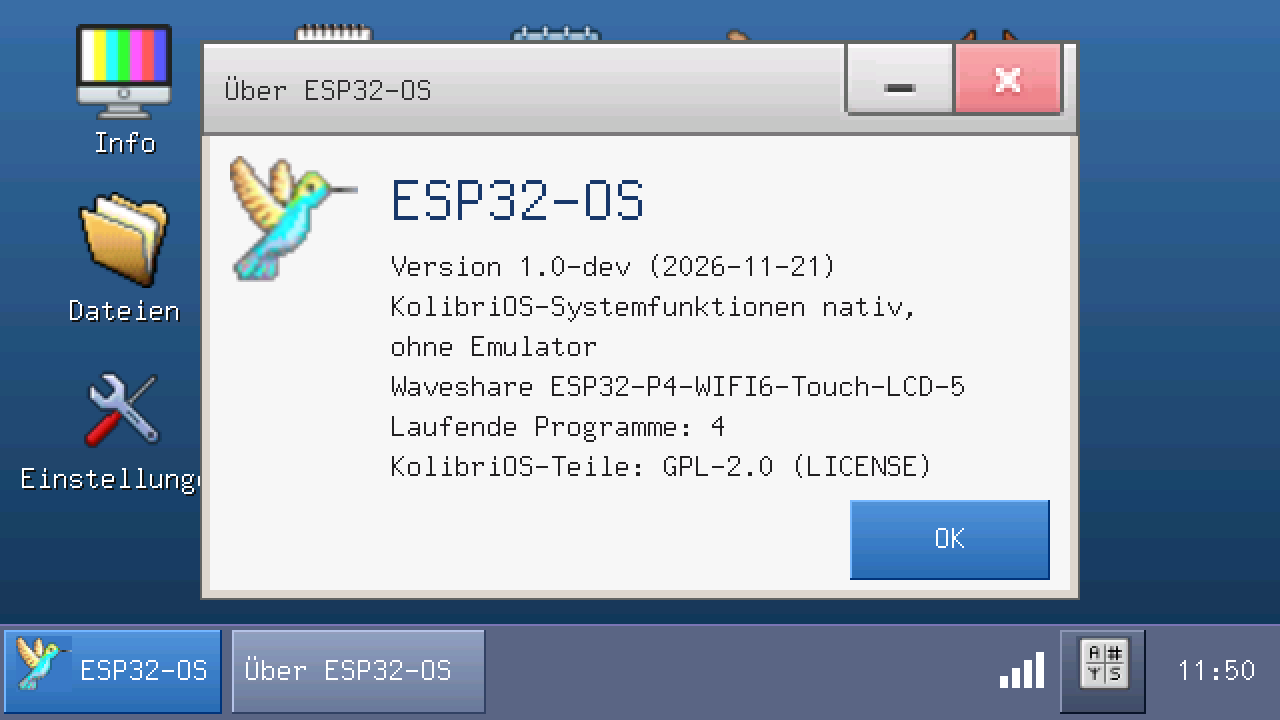 Über ESP32-OS
Info
ESP32-OS
Version 1.0-dev (2026-11-21)
KolibriOS-Systemfunktionen nativ,
ohne Emulator
Waveshare ESP32-P4-WIFI6-Touch-LCD-5
Laufende Programme: 4
KolibriOS-Teile: GPL-2.0 (LICENSE)
Dateien
Einstellung
OK
ESP32-OS
Über ESP32-OS
A #
Y S
11:50